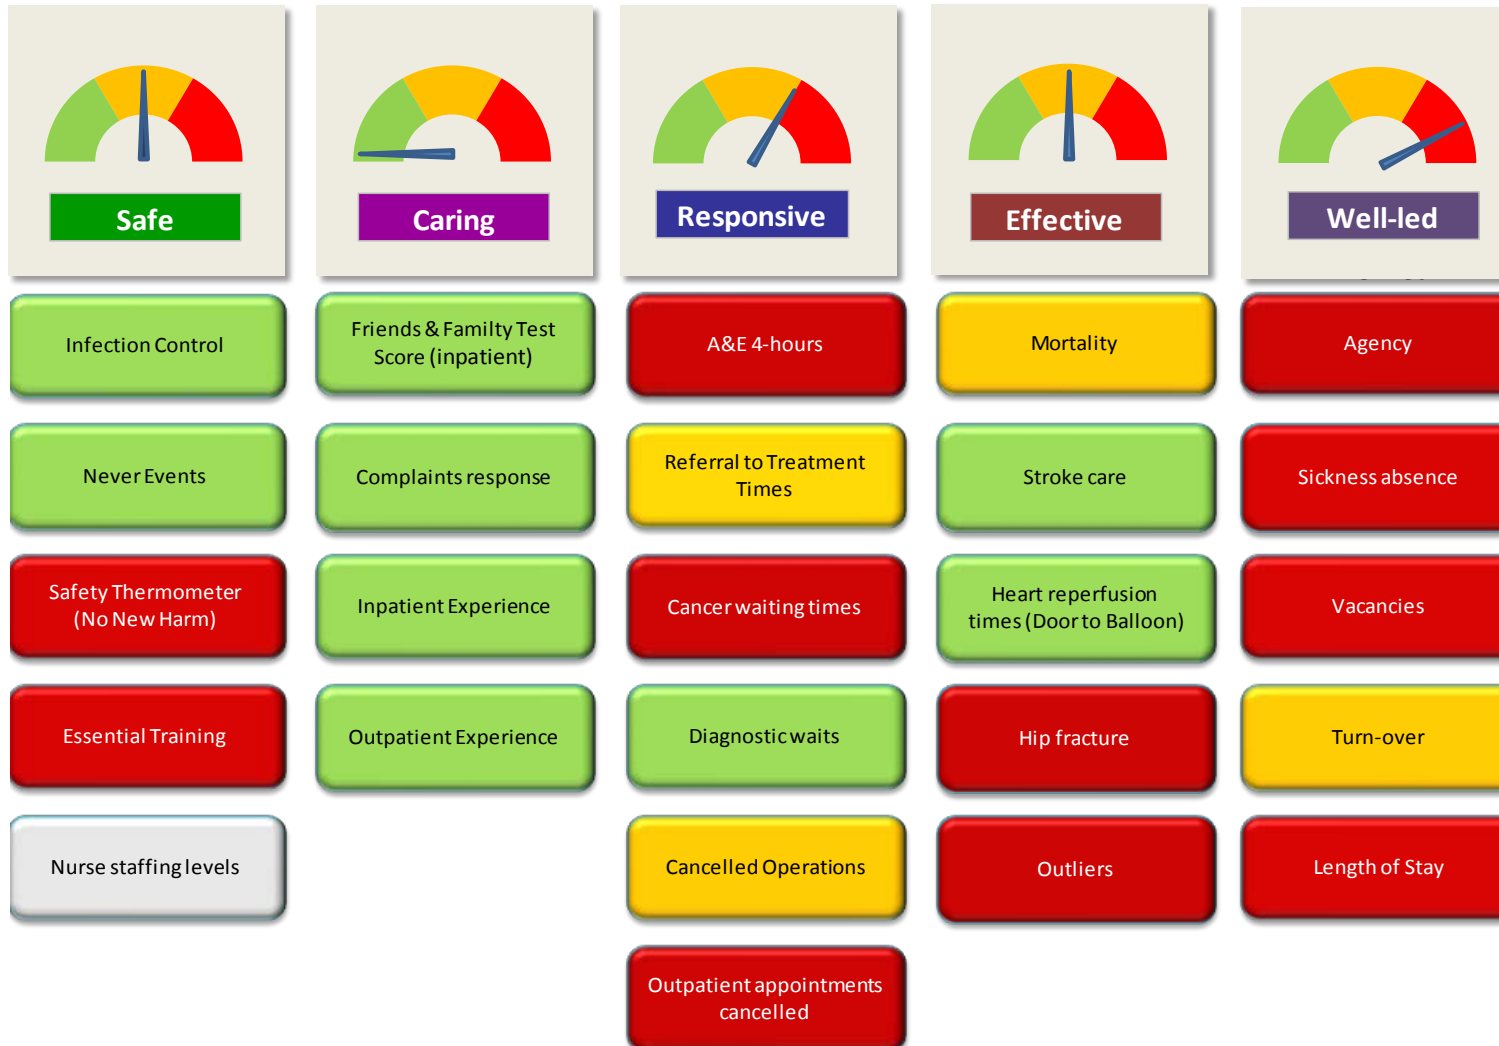 Safe
Caring
Responsive
Effective
Well-led
Infection Control
Never Events
Safety Thermometer
(No New Harm)
Essential Training
Nurse staffing levels
Friends & Familty Test
Score (inpatient)
Complaints response
Inpatient Experience
Outpatient Experience
A&E 4-hours
Referral to Treatment
Times
Cancer waiting times
Diagnostic waits
Cancelled Operations
Outpatient appointments
cancelled
Mortality
Stroke care
Heart reperfusion
times (Door to Balloon)
Hip fracture
Outliers
Agency
Sickness absence
Vacancies
Turn-over
Length of Stay